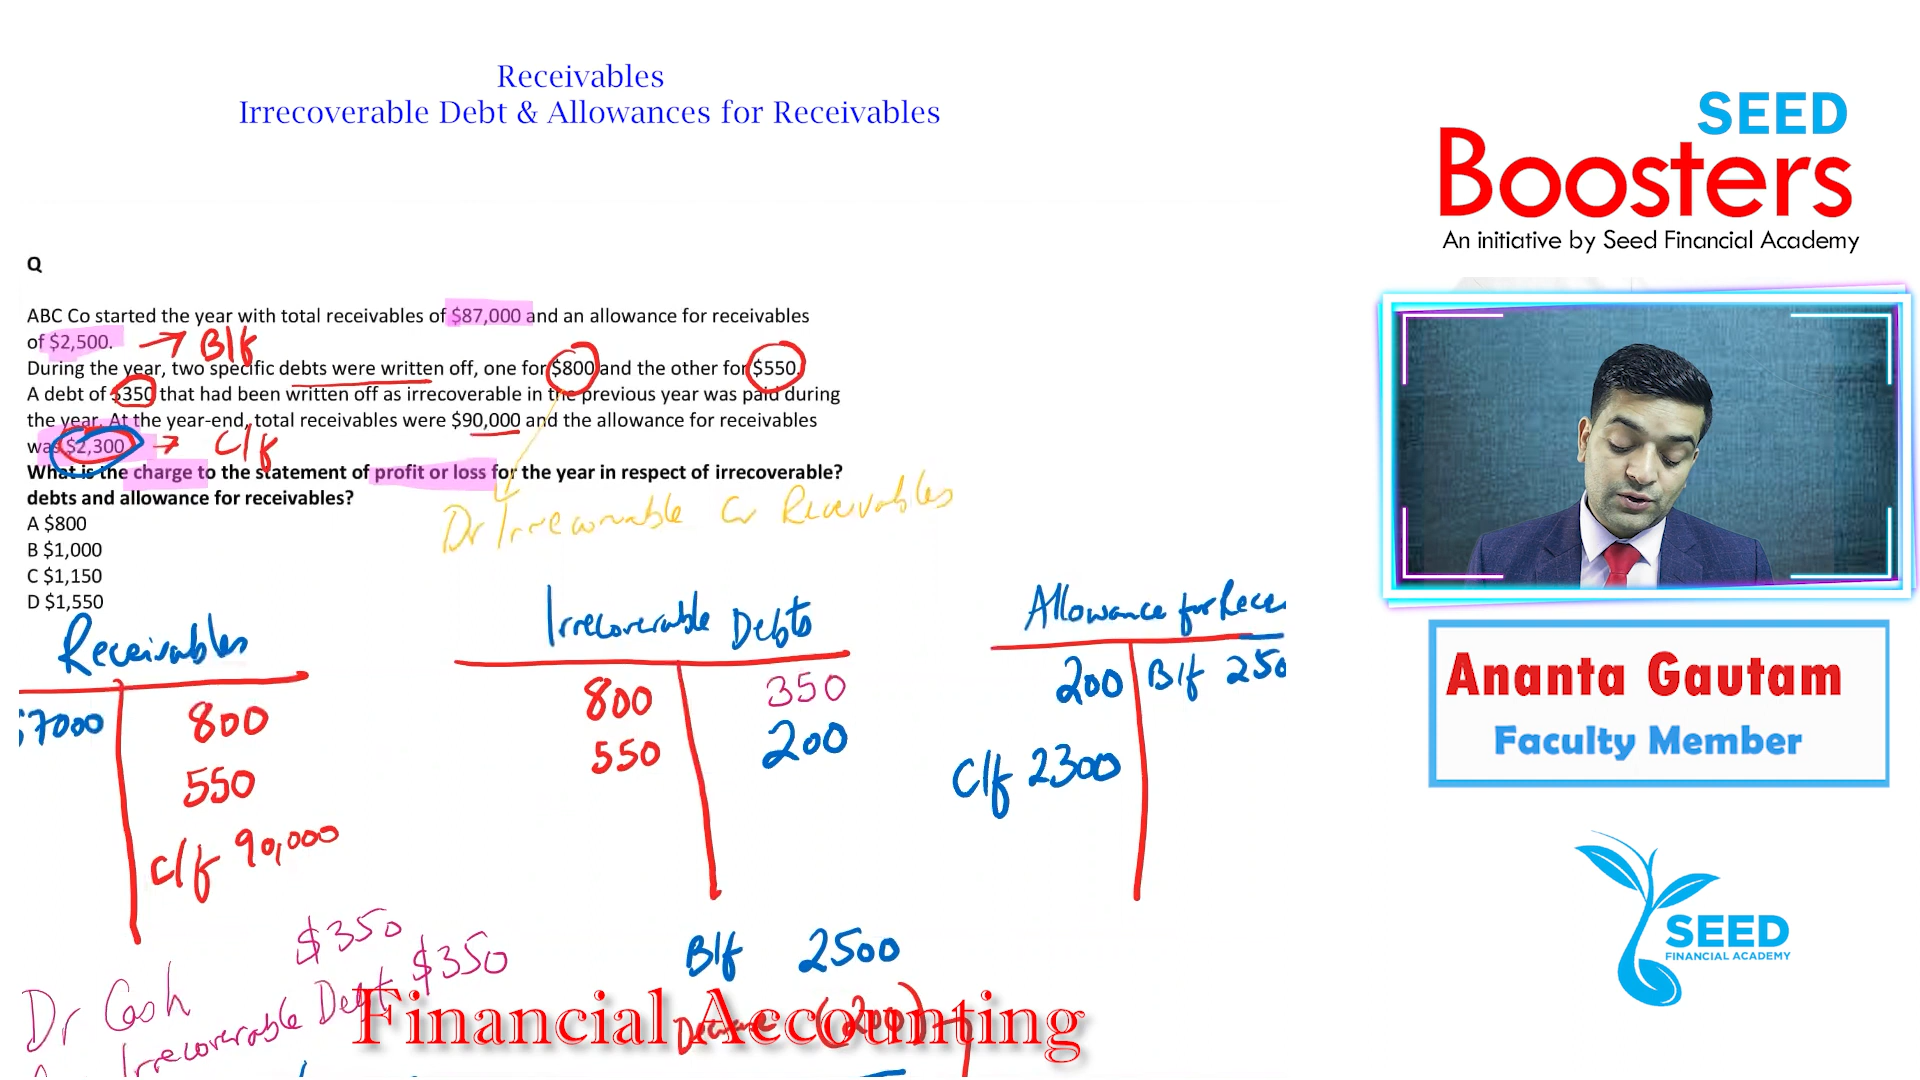 Receivables
Irrecoverable Debt & Allowances for Receivables
SEED
Boosters
An initiative by Seed Financial Academy
Q
ABC Co started the year with total receivables of $87,000 and an allowance for receivables
of $2,500. → B/f
During the year, two specific debts were written off, one for $800 and the other for $550.
A debt of $350 that had been written off as irrecoverable in the previous year was paid during
the year. At the year-end, total receivables were $90,000 and the allowance for receivables
was $2,300 → C/f
What is the charge to the statement of profit or loss for the year in respect of irrecoverable?
debts and allowance for receivables?
Dr Irrecoverable Cr Receivables
A $800
B $1,000
C $1,150
D $1,550
Receivables
7000 800
550
C/f 90,000
Irrecoverable Debts
800 350
550 200
Allowance for Rece
200 B/f 250
C/f 2300
Ananta Gautam
Faculty Member
$350
Dr Cash
Irrecoverable Debt $350
B/f 2500
Decrease (200)
Financial Accounting
SEED
FINANCIAL ACADEMY